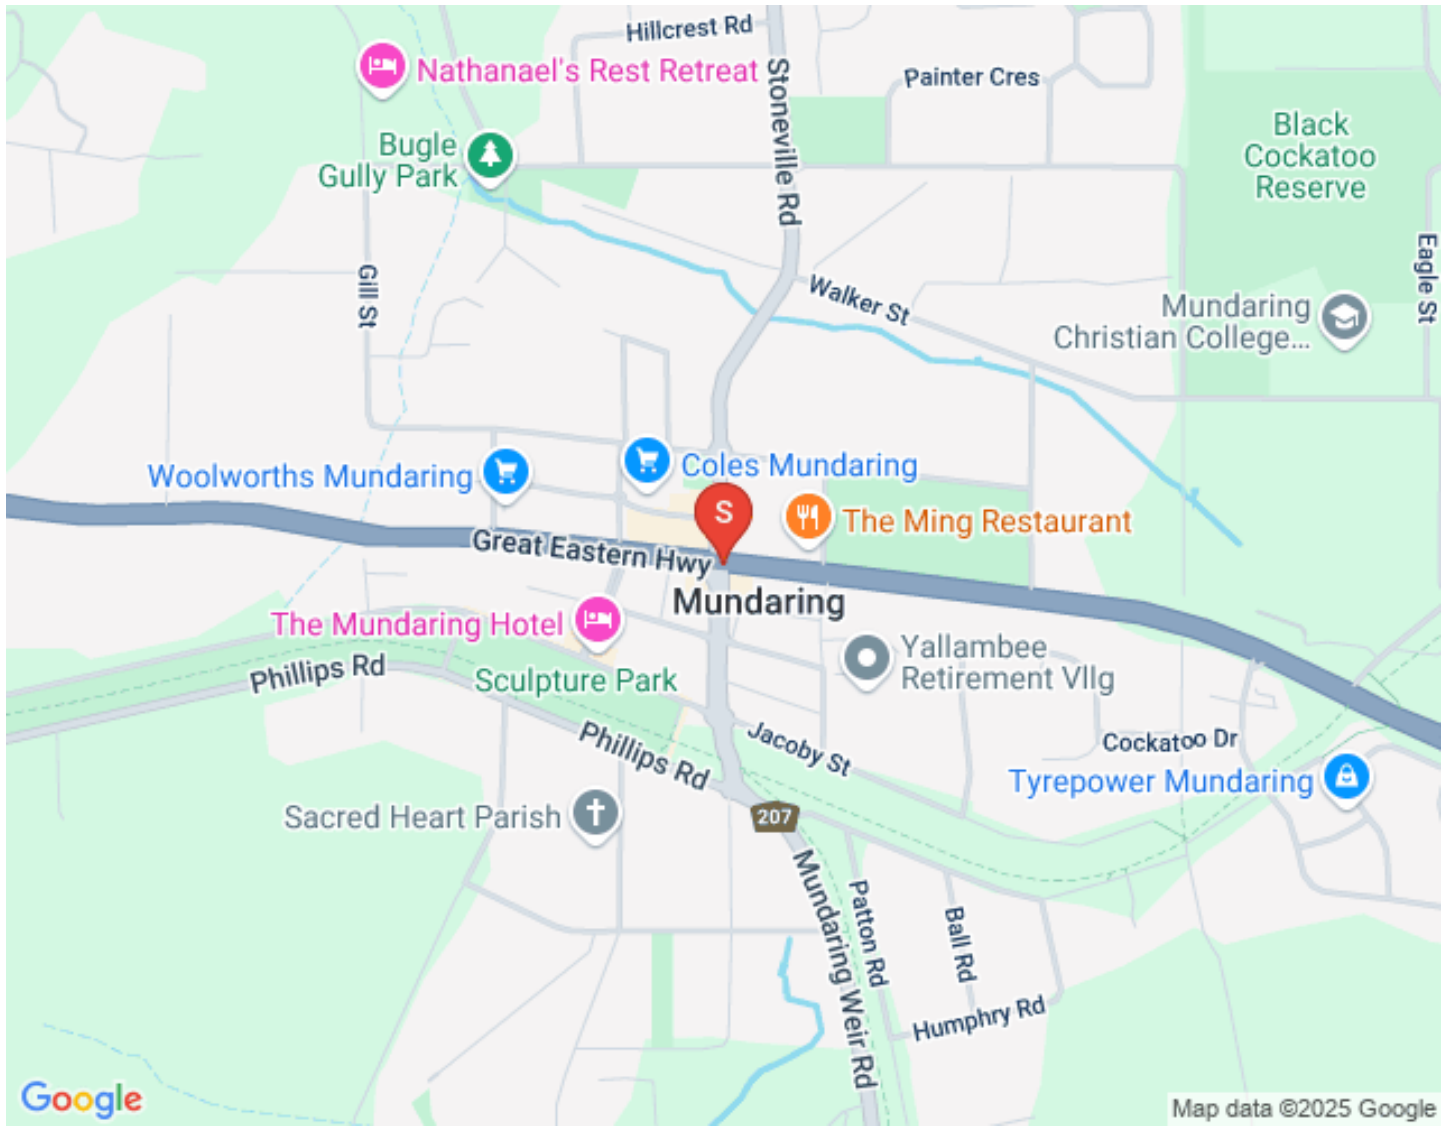 Hillcrest Rd
Nathanael's Rest Retreat
Stoneville Rd
Painter Cres
Bugle
Gully Park
Black
Cockatoo
Reserve
Gill St
Walker St
Eagle St
Mundaring
Christian College...
Woolworths Mundaring
Coles Mundaring
S
The Ming Restaurant
Great Eastern Hwy
Mundaring
The Mundaring Hotel
Yallambee
Retirement Vllg
Phillips Rd
Sculpture Park
Jacoby St
Cockatoo Dr
Phillips Rd
Tyrepower Mundaring
Sacred Heart Parish
207
Mundaring Weir Rd
Patton Rd
Ball Rd
Humphry Rd
Google
Map data ©2025 Google